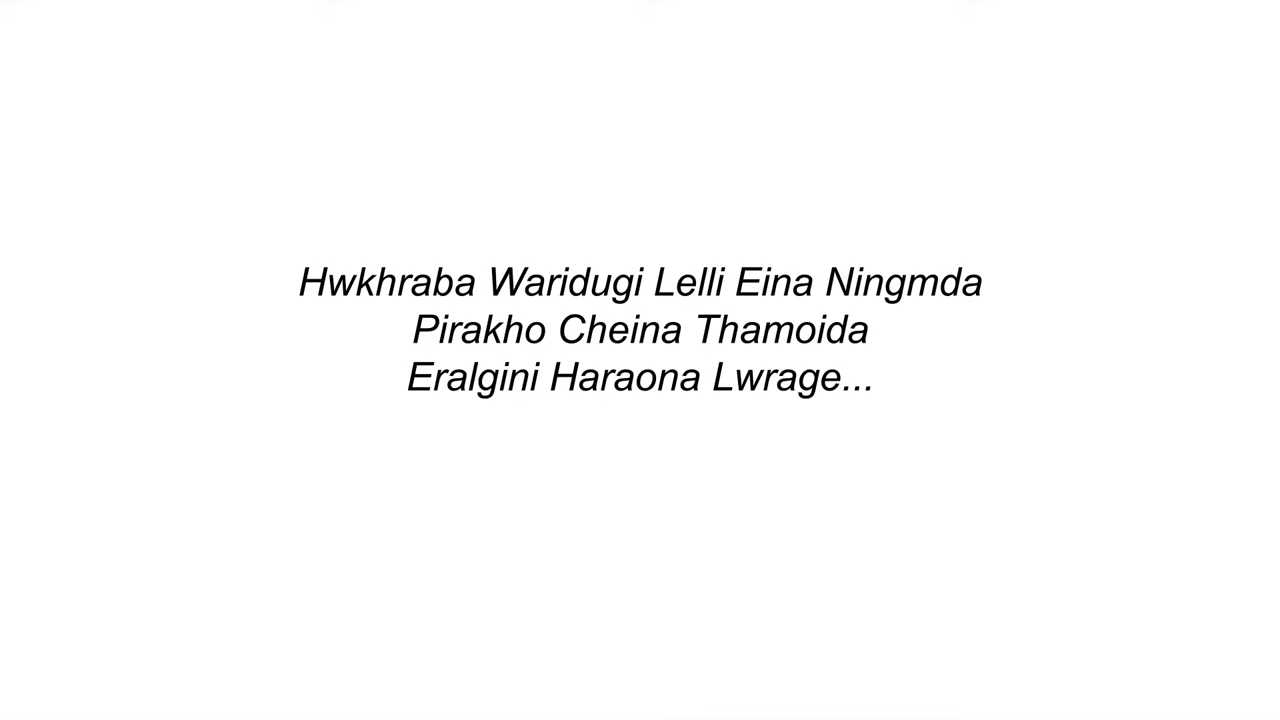 Hwkhraba Waridugi Lelli Eina Ningmda
Pirakho Cheina Thamoida
Eralgini Haraona Lwrage...